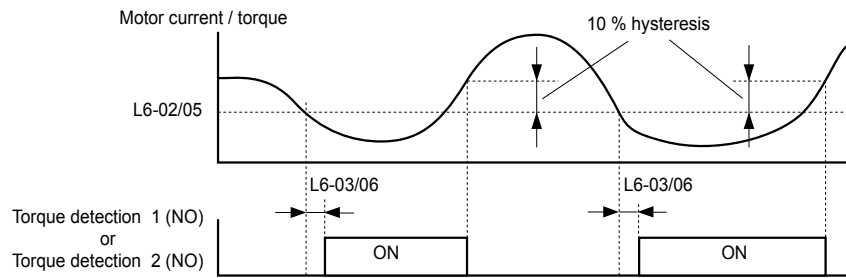 Motor current / torque
10 % hysteresis
L6-02/05
L6-03/06
L6-03/06
Torque detection 1 (NO)
or
Torque detection 2 (NO)
ON
ON